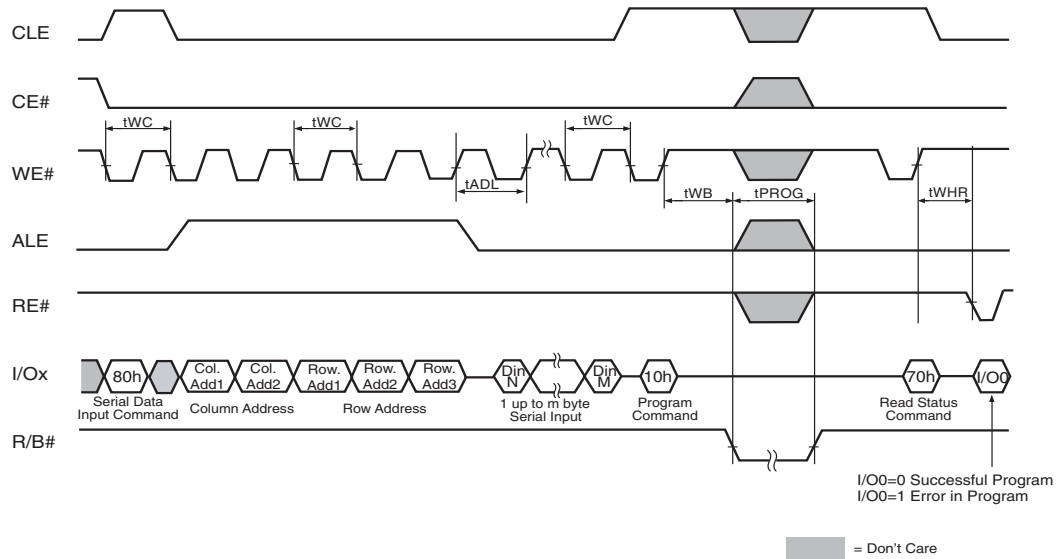 CLE
CE#
tWC
tWC
tWC
WE#
tADL
tWB
tPROG
tWHR
ALE
RE#
I/Ox
80h
Col.
Add1
Col.
Add2
Row.
Add1
Row.
Add2
Row.
Add3
Din
N
Din
M
10h
70h
I/O0
Serial Data
Input Command
Column Address
Row Address
1 up to m byte
Serial Input
Program
Command
Read Status
Command
R/B#
I/O0=0 Successful Program
I/O0=1 Error in Program
= Don't Care